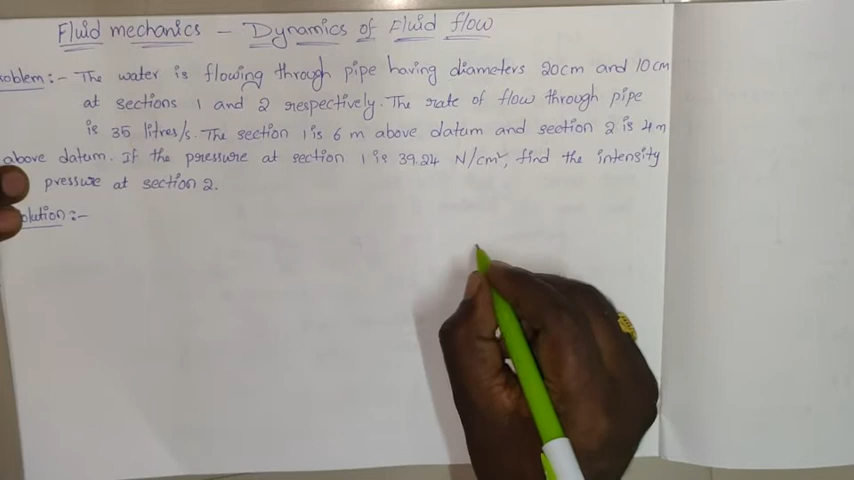 Fluid mechanics - Dynamics of Fluid flow
roblem:- The water is flowing through pipe having diameters 20cm and 10cm
at sections 1 and 2 respectively. The rate of flow through pipe
is 35 litres/s. The section 1 is 6 m above datum and section 2 is 4m
above datum. If the pressure at section 1 is 39.24 N/cm², find the intensity
pressure at section 2.
olution:-